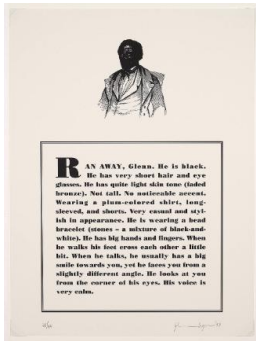 RAN AWAY, Glenn. He is black.
He has very short hair and eye
glasses. He has quite light skin tone (faded
bronze). Not tall. No noticeable accent.
Wearing a plum-colored shirt, long-
sleeved, and shorts. Very casual and styl-
ish in appearance. He is wearing a bead
bracelet (stones – a mixture of black-and-
white). He has big hands and fingers. When
he walks his feet cross each other a little
bit. When he talks, he usually has a big
smile towards you, yet he faces you from a
slightly different angle. He looks at you
from the corner of his eyes. His voice is
very calm.